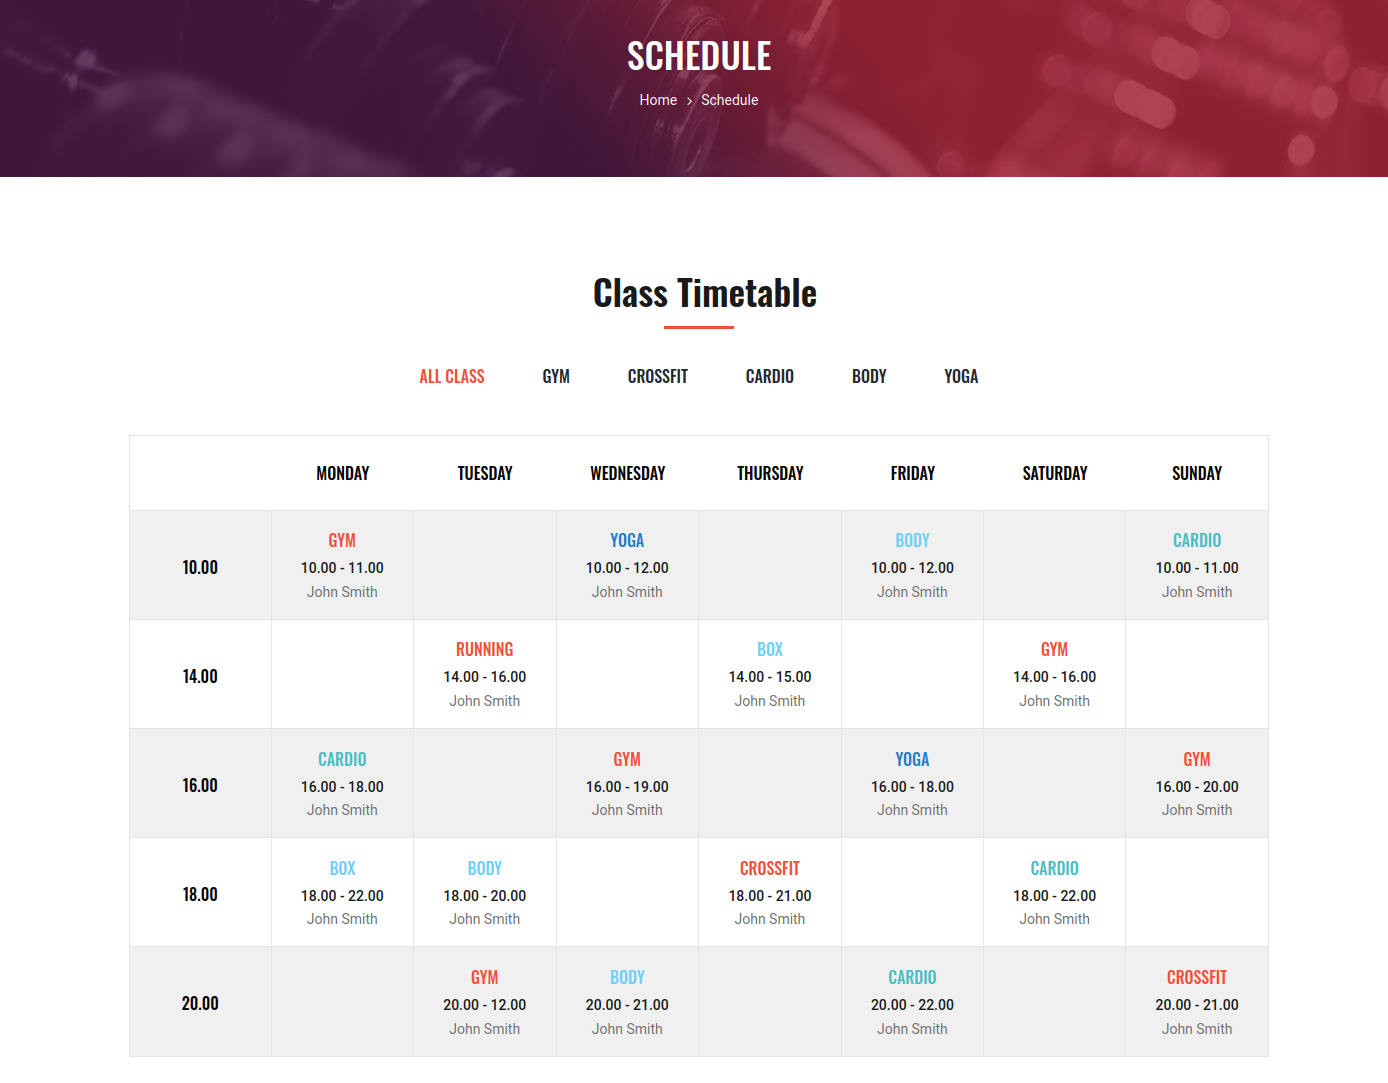 SCHEDULE
Home > Schedule
Class Timetable
ALL CLASS GYM CROSSFIT CARDIO BODY YOGA
MONDAY TUESDAY WEDNESDAY THURSDAY FRIDAY SATURDAY SUNDAY
GYM YOGA BODY CARDIO
10.00 10.00 - 11.00 10.00 - 12.00 10.00 - 12.00 10.00 - 11.00
John Smith John Smith John Smith John Smith
RUNNING BOX GYM
14.00 14.00 - 16.00 14.00 - 15.00 14.00 - 16.00
John Smith John Smith John Smith
CARDIO GYM YOGA GYM
16.00 16.00 - 18.00 16.00 - 19.00 16.00 - 18.00 16.00 - 20.00
John Smith John Smith John Smith John Smith
BOX BODY CROSSFIT CARDIO
18.00 18.00 - 22.00 18.00 - 20.00 18.00 - 21.00 18.00 - 22.00
John Smith John Smith John Smith John Smith
GYM BODY CARDIO CROSSFIT
20.00 20.00 - 12.00 20.00 - 21.00 20.00 - 22.00 20.00 - 21.00
John Smith John Smith John Smith John Smith